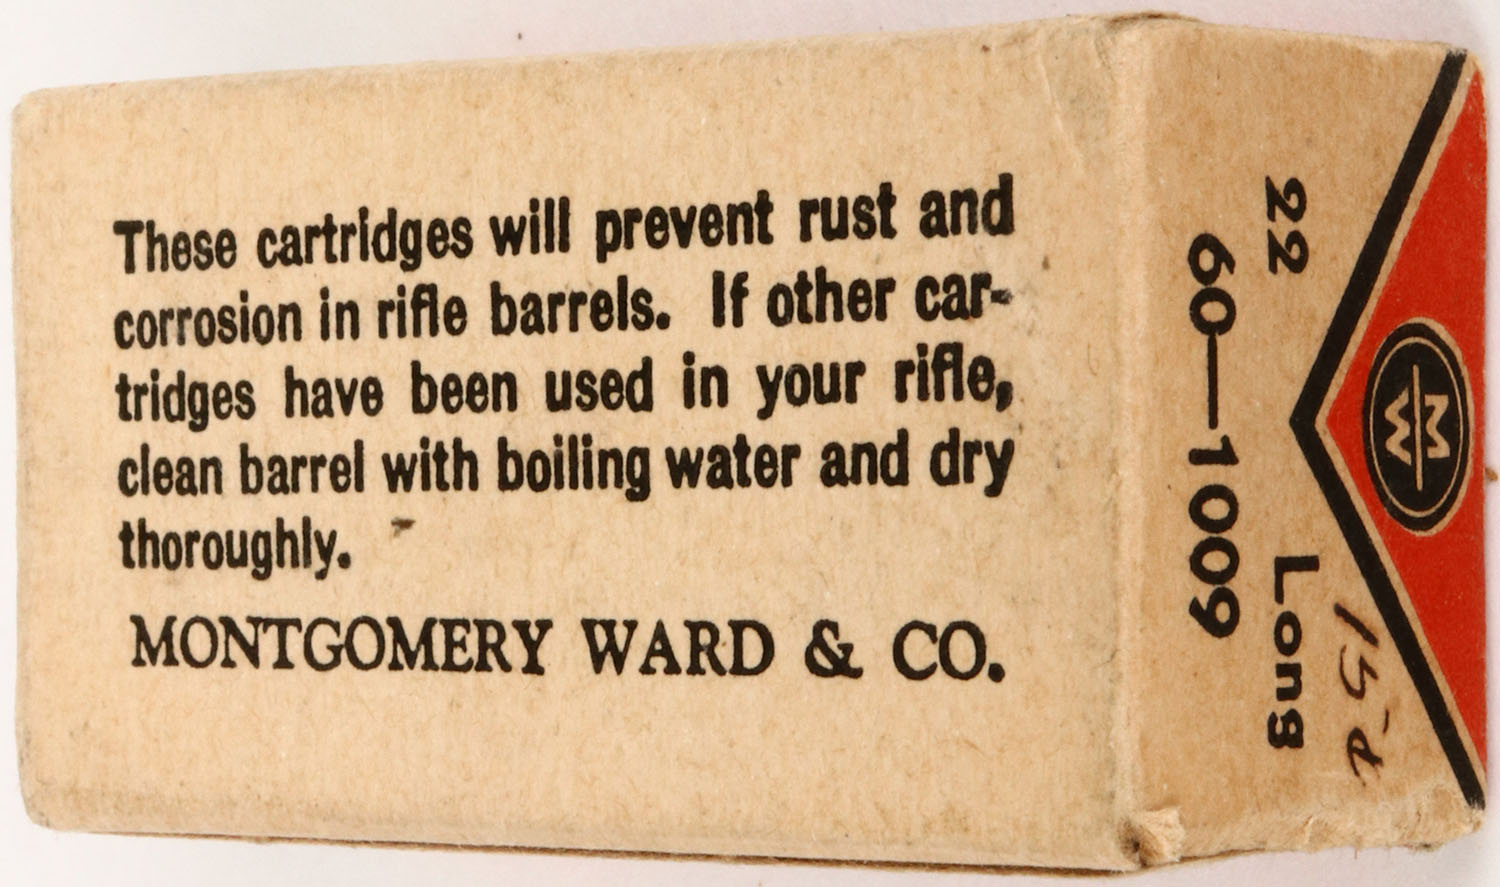 These cartridges will prevent rust and
corrosion in rifle barrels. If other car-
tridges have been used in your rifle,
clean barrel with boiling water and dry
thoroughly.
MONTGOMERY WARD & CO.
M
W
22 Long
60—1009